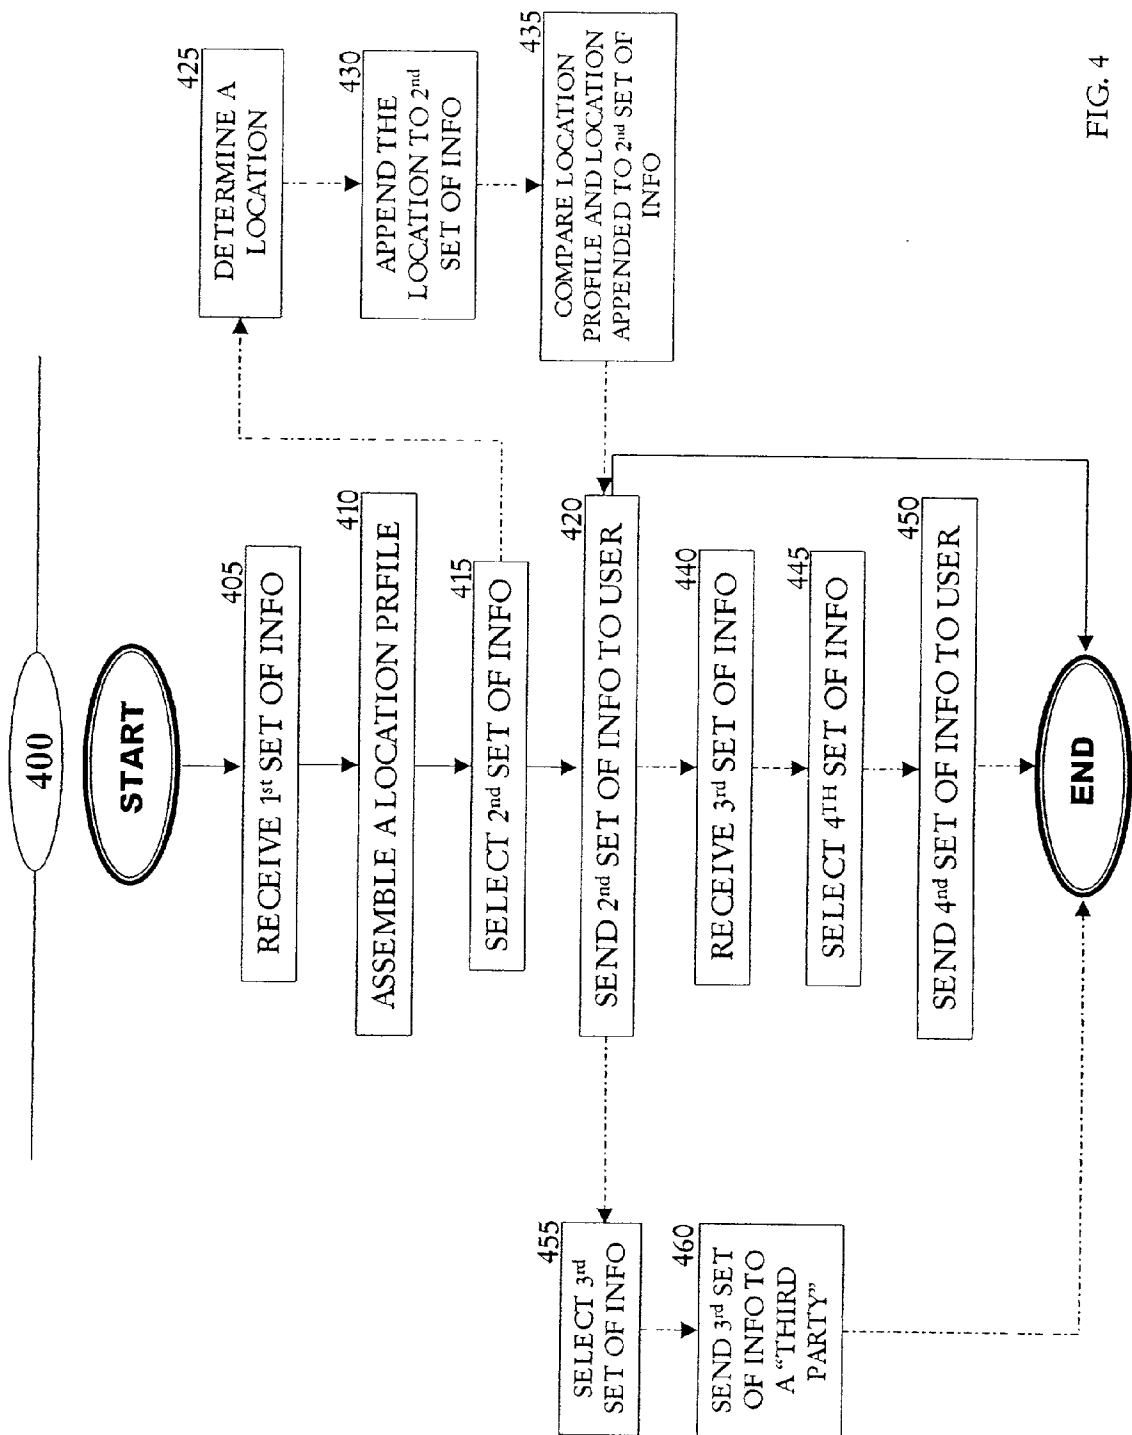 400
START
405
RECEIVE 1st SET OF INFO
410
ASSEMBLE A LOCATION PRFILE
415
SELECT 2nd SET OF INFO
420
SEND 2nd SET OF INFO TO USER
425
DETERMINE A
LOCATION
430
APPEND THE
LOCATION TO 2nd
SET OF INFO
435
COMPARE LOCATION
PROFILE AND LOCATION
APPENDED TO 2nd SET OF
INFO
440
RECEIVE 3rd SET OF INFO
445
SELECT 4TH SET OF INFO
450
SEND 4nd SET OF INFO TO USER
455
SELECT 3rd
SET OF INFO
460
SEND 3rd SET
OF INFO TO
A "THIRD
PARTY"
END
FIG. 4